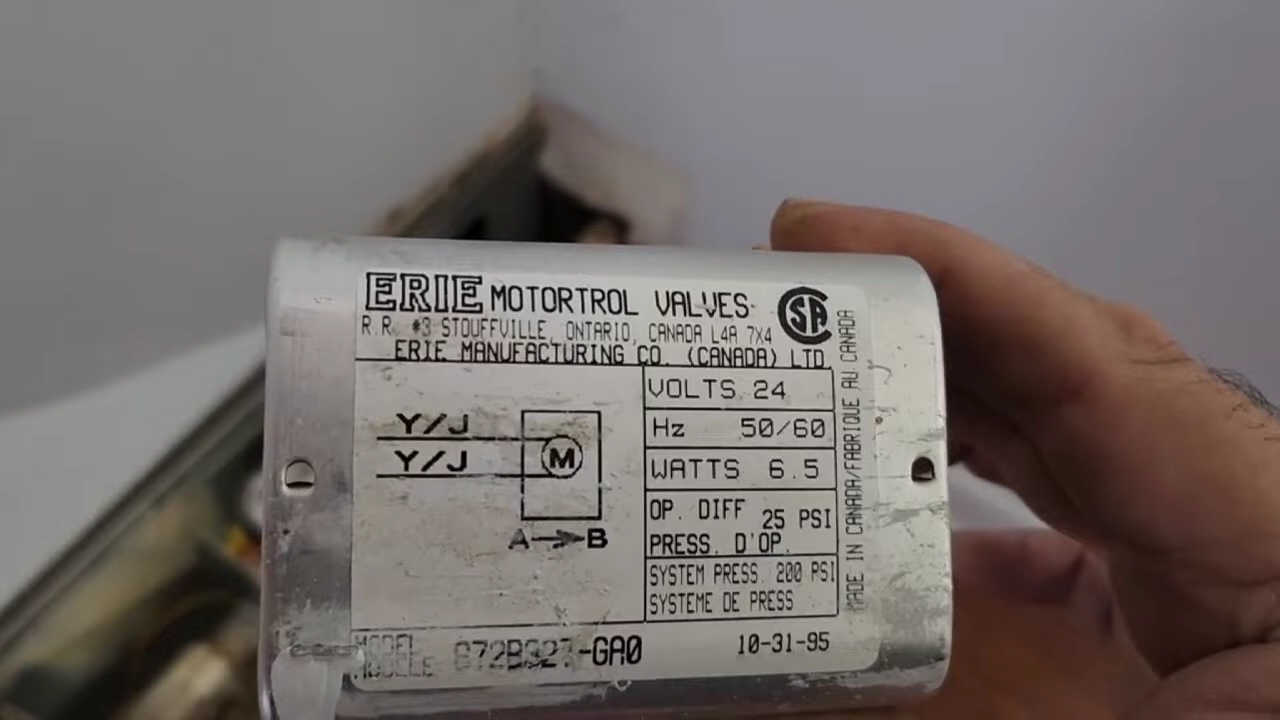 ERIE MOTORTROL VALVES
R.R. #3 STOUFFVILLE, ONTARIO, CANADA L4A 7X4
ERIE MANUFACTURING CO. (CANADA) LTD
CSA
VOLTS 24
Hz 50/60
WATTS 6.5
OP. DIFF 25 PSI
PRESS. D'OP.
SYSTEM PRESS. 200 PSI
SYSTEME DE PRESS
Y/J
Y/J
M
A B
MODEL
MODELE
-GA0
10-31-95
MADE IN CANADA/FABRIQUE AU CANADA